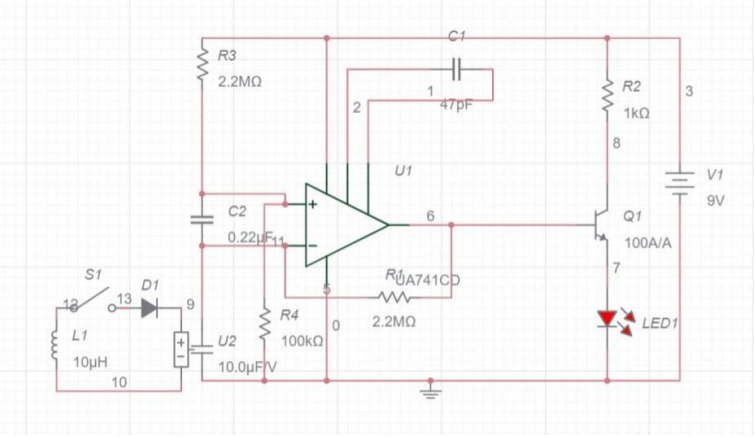 C1
R3
2.2MΩ
R2
1kΩ
3
1
47pF
2
8
U1
V1
9V
+
C2
0.22µF
11
−
6
Q1
100A/A
7
R1
UA741CD
2.2MΩ
5
0
S1
12
13
D1
9
L1
10µH
10
+
−
U2
10.0µF/V
R4
100kΩ
LED1